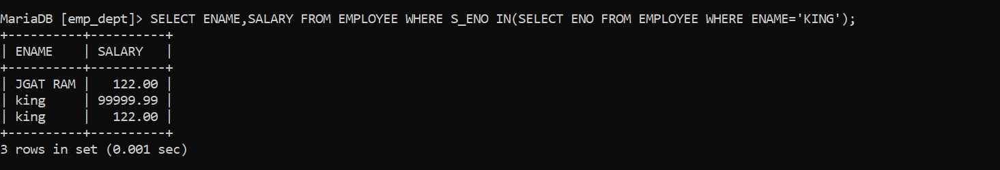 MariaDB [emp_dept]> SELECT ENAME,SALARY FROM EMPLOYEE WHERE S_ENO IN(SELECT ENO FROM EMPLOYEE WHERE ENAME='KING');
+----------+----------+
| ENAME    | SALARY   |
+----------+----------+
| JGAT RAM |   122.00 |
| king     | 99999.99 |
| king     |   122.00 |
+----------+----------+
3 rows in set (0.001 sec)